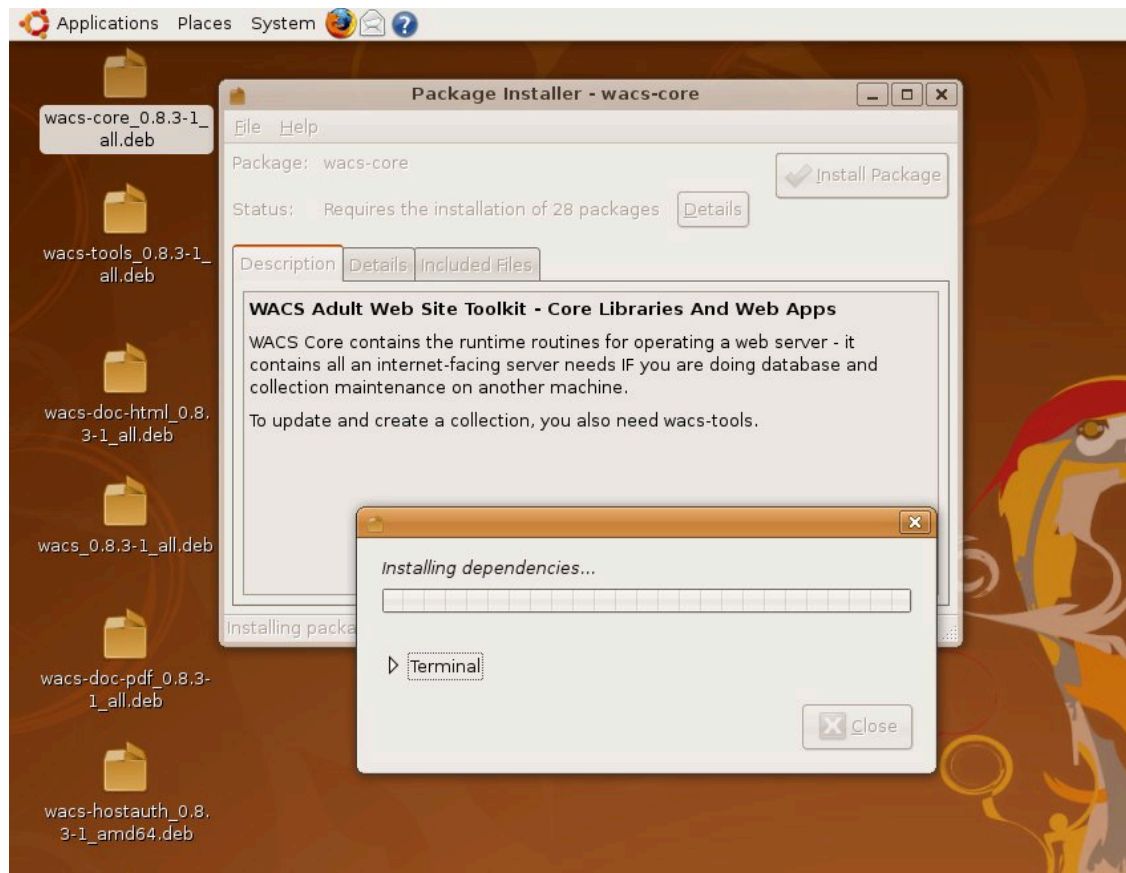 Applications Places System
wacs-core_0.8.3-1_
all.deb
wacs-tools_0.8.3-1_
all.deb
wacs-doc-html_0.8.
3-1_all.deb
wacs_0.8.3-1_all.deb
wacs-doc-pdf_0.8.3-
1_all.deb
wacs-hostauth_0.8.
3-1_amd64.deb
Package Installer - wacs-core
File Help
Package: wacs-core
Install Package
Status: Requires the installation of 28 packages Details
Description Details Included Files
WACS Adult Web Site Toolkit - Core Libraries And Web Apps
WACS Core contains the runtime routines for operating a web server - it
contains all an internet-facing server needs IF you are doing database and
collection maintenance on another machine.
To update and create a collection, you also need wacs-tools.
Installing packa
Installing dependencies...
Terminal
Close